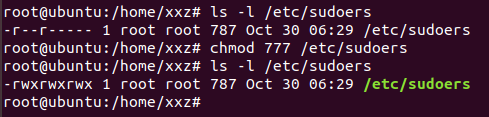 root@ubuntu:/home/xxz# ls -l /etc/sudoers
-r--r----- 1 root root 787 Oct 30 06:29 /etc/sudoers
root@ubuntu:/home/xxz# chmod 777 /etc/sudoers
root@ubuntu:/home/xxz# ls -l /etc/sudoers
-rwxrwxrwx 1 root root 787 Oct 30 06:29 /etc/sudoers
root@ubuntu:/home/xxz#